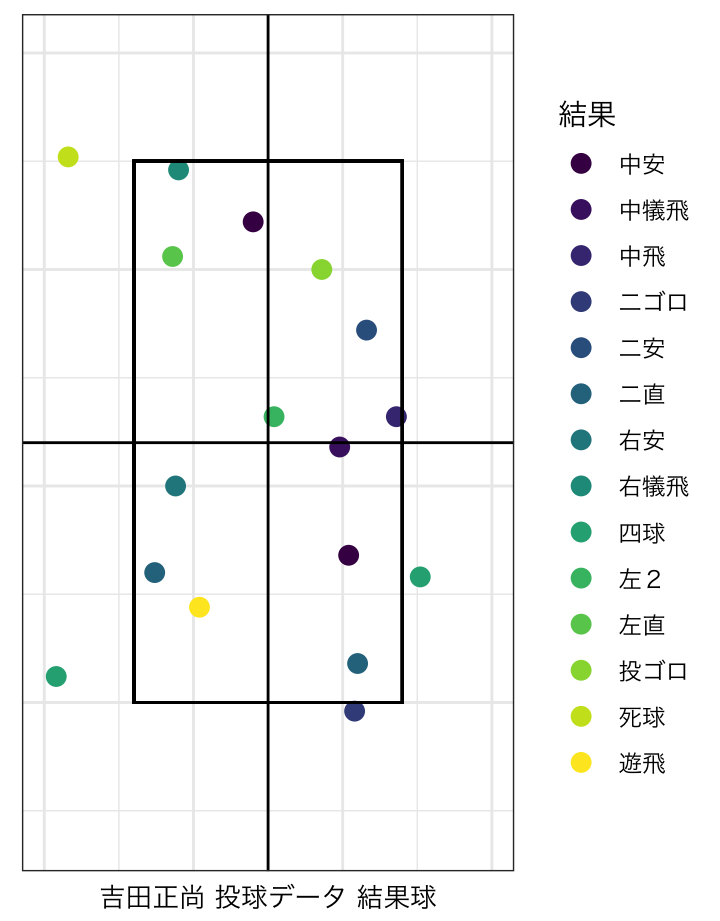 結果
中安
中犠飛
中飛
二ゴロ
二安
二直
右安
右犠飛
四球
左２
左直
投ゴロ
死球
遊飛
吉田正尚 投球データ 結果球